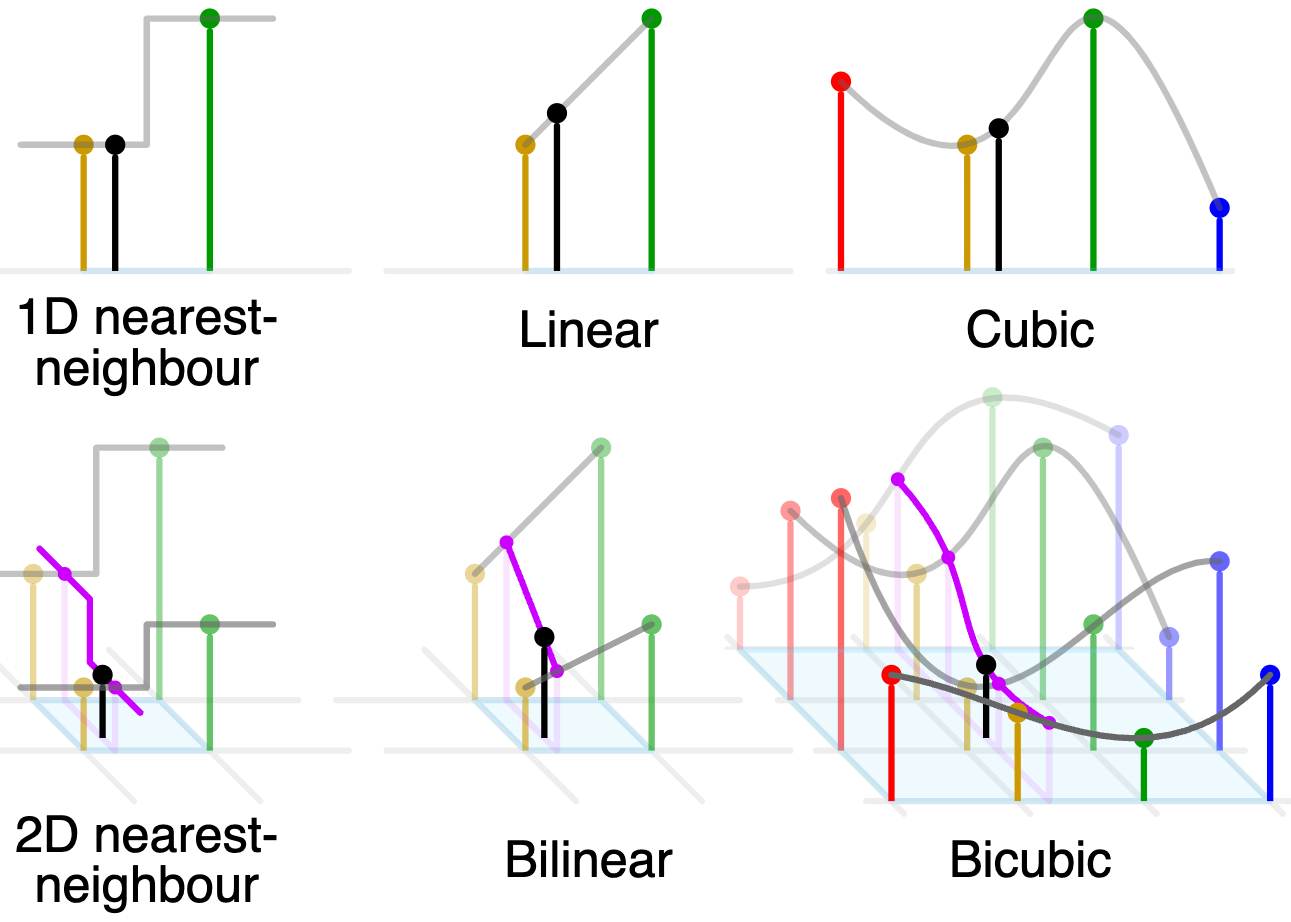 1D nearest-
neighbour
Linear
Cubic
2D nearest-
neighbour
Bilinear
Bicubic